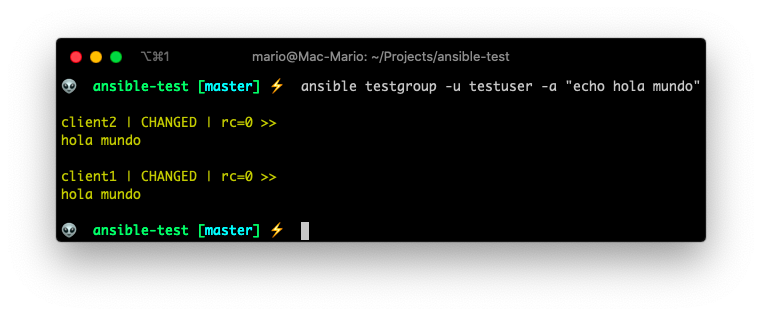 ⌥⌘1 mario@Mac-Mario: ~/Projects/ansible-test
👽 ansible-test [master] ⚡ ansible testgroup -u testuser -a "echo hola mundo"
client2 | CHANGED | rc=0 >>
hola mundo
client1 | CHANGED | rc=0 >>
hola mundo
👽 ansible-test [master] ⚡